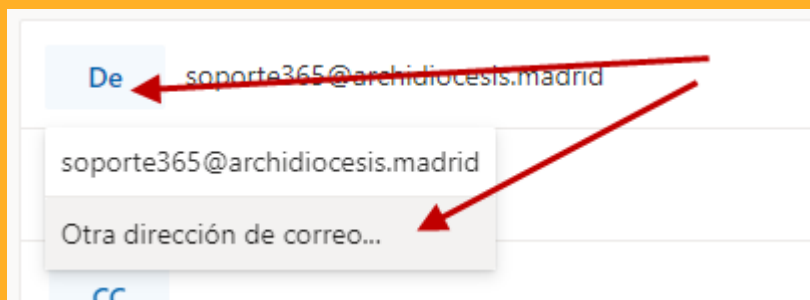 De soporte365@archidiocesis.madrid
soporte365@archidiocesis.madrid
Otra dirección de correo...
CC